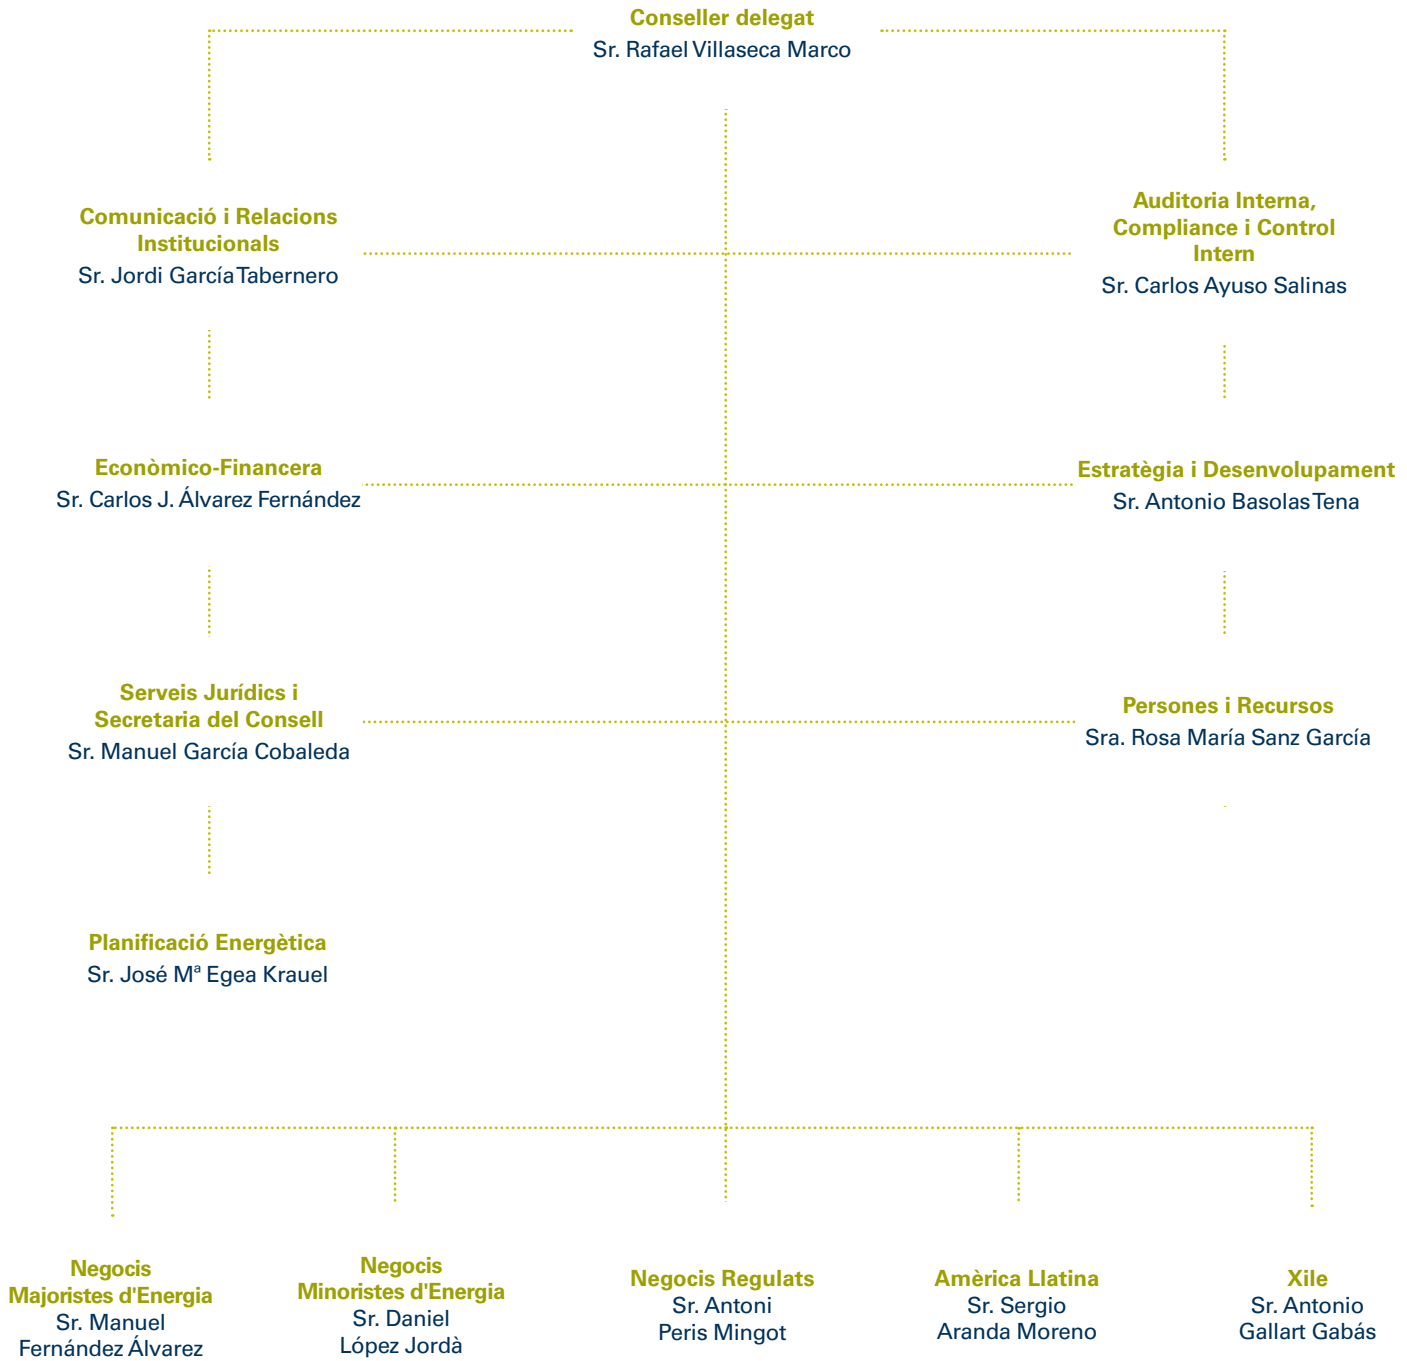 Conseller delegat
Sr. Rafael Villaseca Marco
Comunicació i Relacions
Institucionals
Sr. Jordi García Tabernero
Auditoria Interna,
Compliance i Control
Intern
Sr. Carlos Ayuso Salinas
Econòmico-Financera
Sr. Carlos J. Álvarez Fernández
Estratègia i Desenvolupament
Sr. Antonio Basolas Tena
Serveis Jurídics i
Secretaria del Consell
Sr. Manuel García Cobaleda
Persones i Recursos
Sra. Rosa María Sanz García
Planificació Energètica
Sr. José Mª Egea Krauel
Negocis
Majoristes d'Energia
Sr. Manuel
Fernández Álvarez
Negocis
Minoristes d'Energia
Sr. Daniel
López Jordà
Negocis Regulats
Sr. Antoni
Peris Mingot
Amèrica Llatina
Sr. Sergio
Aranda Moreno
Xile
Sr. Antonio
Gallart Gabás